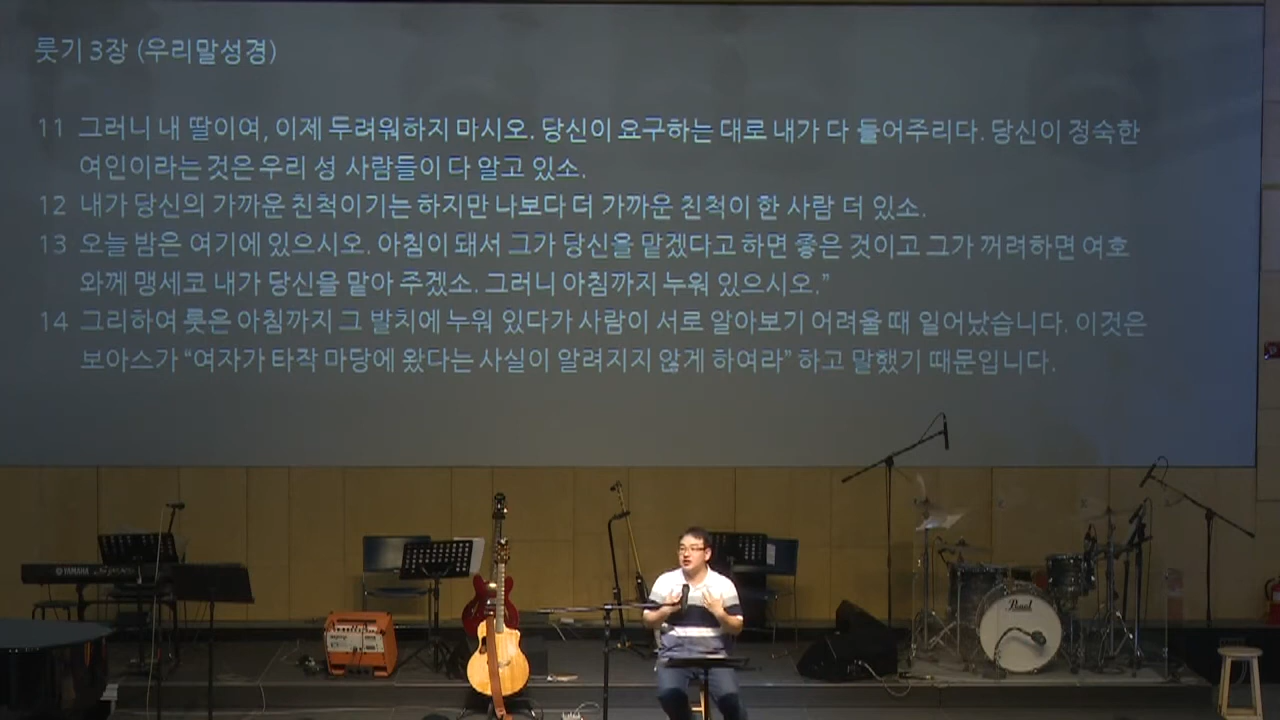 룻기 3장 (우리말성경)
11 그러니 내 딸이여, 이제 두려워하지 마시오. 당신이 요구하는 대로 내가 다 들어주리다. 당신이 정숙한
여인이라는 것은 우리 성 사람들이 다 알고 있소.
12 내가 당신의 가까운 친척이기는 하지만 나보다 더 가까운 친척이 한 사람 더 있소.
13 오늘 밤은 여기에 있으시오. 아침이 돼서 그가 당신을 맡겠다고 하면 좋은 것이고 그가 꺼려하면 여호
와께 맹세코 내가 당신을 맡아 주겠소. 그러니 아침까지 누워 있으시오.”
14 그리하여 룻은 아침까지 그 발치에 누워 있다가 사람이 서로 알아보기 어려울 때 일어났습니다. 이것은
보아스가 “여자가 타작 마당에 왔다는 사실이 알려지지 않게 하여라” 하고 말했기 때문입니다.
YAMAHA
Pearl